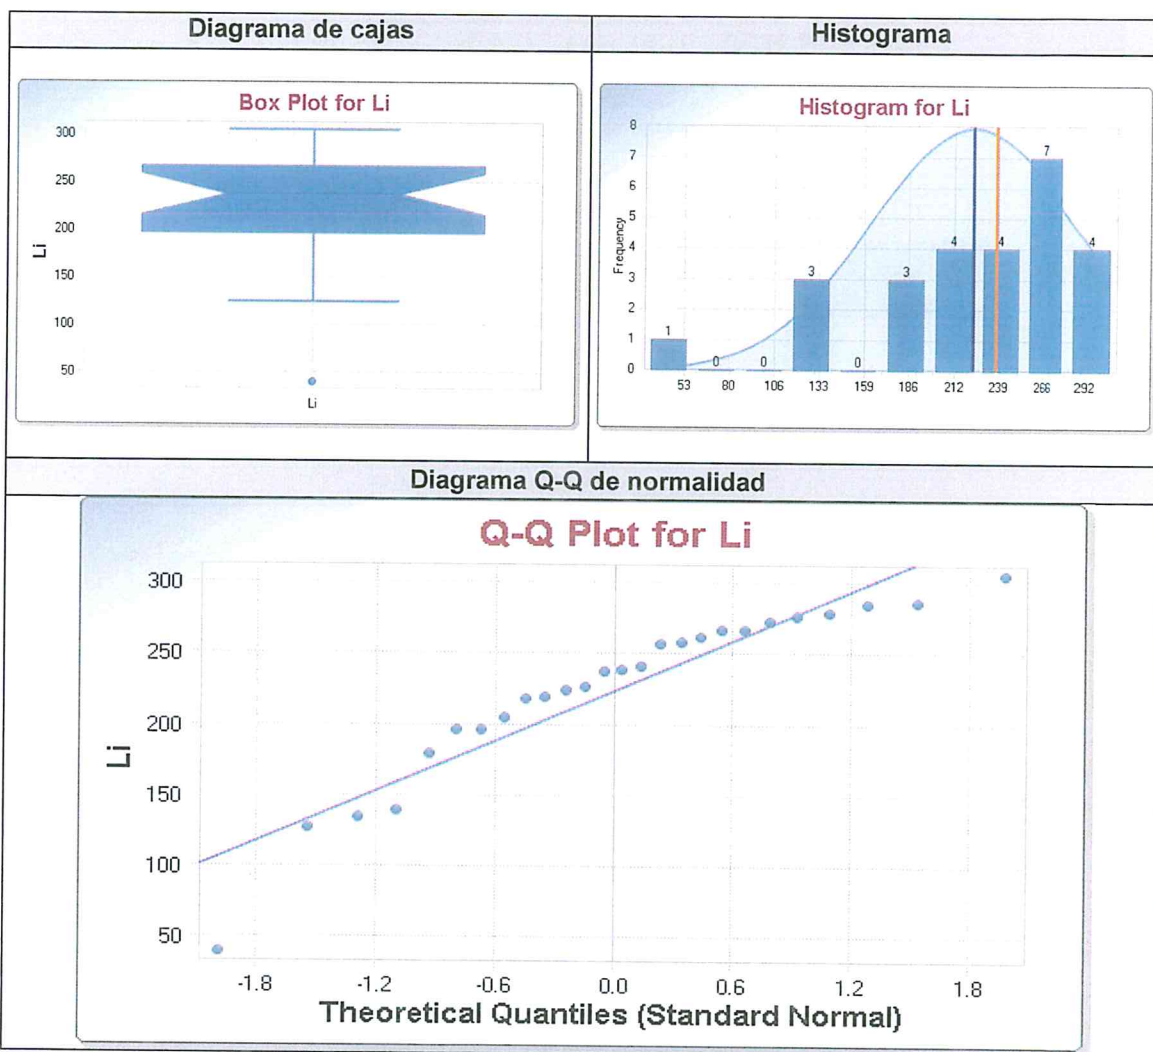 Diagrama de cajas
Histograma
Box Plot for Li
300
250
200
150
100
50
Li
Li
Histogram for Li
8
7
6
5
4
3
2
1
0
Frequency
1
0
0
3
0
3
4
4
7
4
53 80 106 133 159 186 212 239 266 292
Diagrama Q-Q de normalidad
Q-Q Plot for Li
300
250
200
150
100
50
Li
-1.8 -1.2 -0.6 0.0 0.6 1.2 1.8
Theoretical Quantiles (Standard Normal)